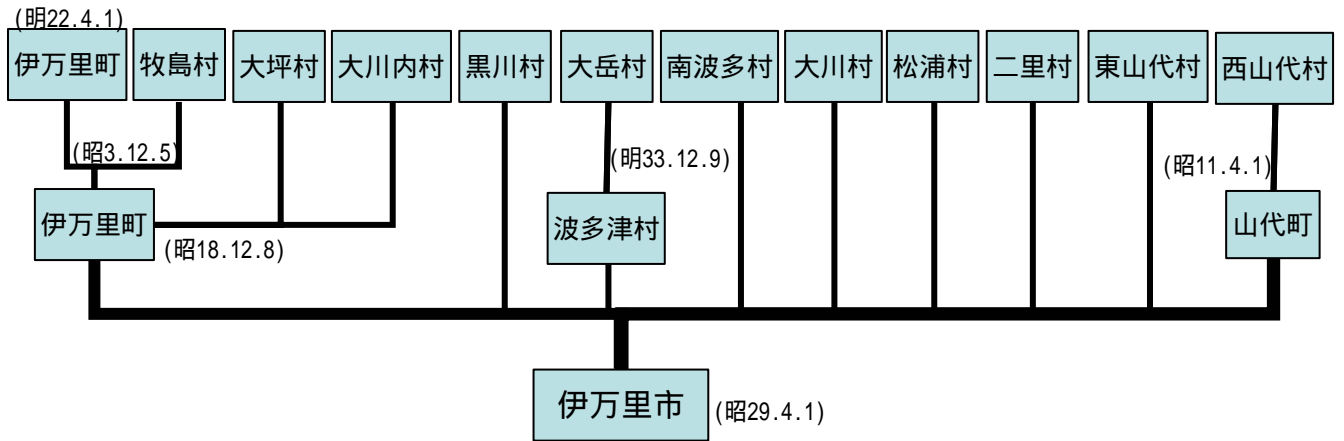 (明22.4.1)
伊万里町 牧島村 大坪村 大川内村 黒川村 大岳村 南波多村 大川村 松浦村 二里村 東山代村 西山代村
(昭3.12.5) (明33.12.9) (昭11.4.1)
伊万里町 波多津村 山代町
(昭18.12.8)
伊万里市 (昭29.4.1)